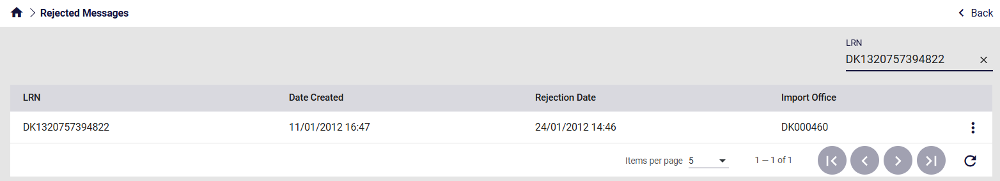 Rejected Messages
Back
LRN
DK1320757394822
LRN Date Created Rejection Date Import Office
DK1320757394822 11/01/2012 16:47 24/01/2012 14:46 DK000460
Items per page 5 1 – 1 of 1